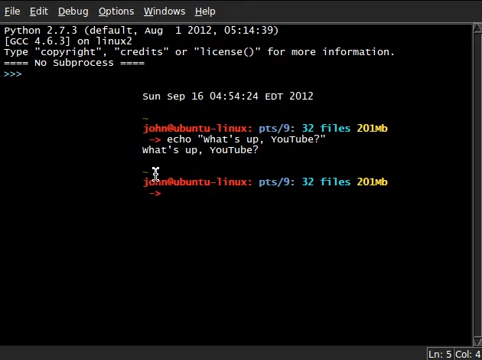 File Edit Debug Options Windows Help
Python 2.7.3 (default, Aug  1 2012, 05:14:39)
[GCC 4.6.3] on linux2
Type "copyright", "credits" or "license()" for more information.
==== No Subprocess ====
>>>
Sun Sep 16 04:54:24 EDT 2012
~
john@ubuntu-linux: pts/9: 32 files 201Mb
-> echo "What's up, YouTube?"
What's up, YouTube?
~
john@ubuntu-linux: pts/9: 32 files 201Mb
->
Ln: 5 Col: 4